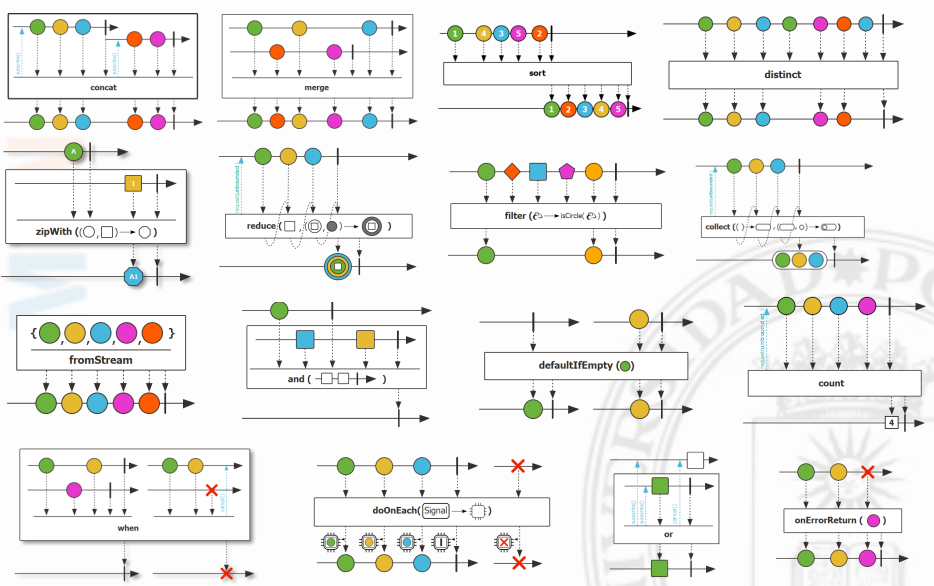 concat
merge
1 4 3 5 2
sort
1 2 3 4 5
distinct
A
1
zipWith ((○, □) → ○)
A1
reduce (□, (○, ●) → ○)
filter (→ isCircle( ))
collect (( ) → , ( , ○) → )
{ , , , , }
fromStream
and ( )
defaultIfEmpty ( )
count
4
when
doOnEach( Signal → )
or
onErrorReturn ( )